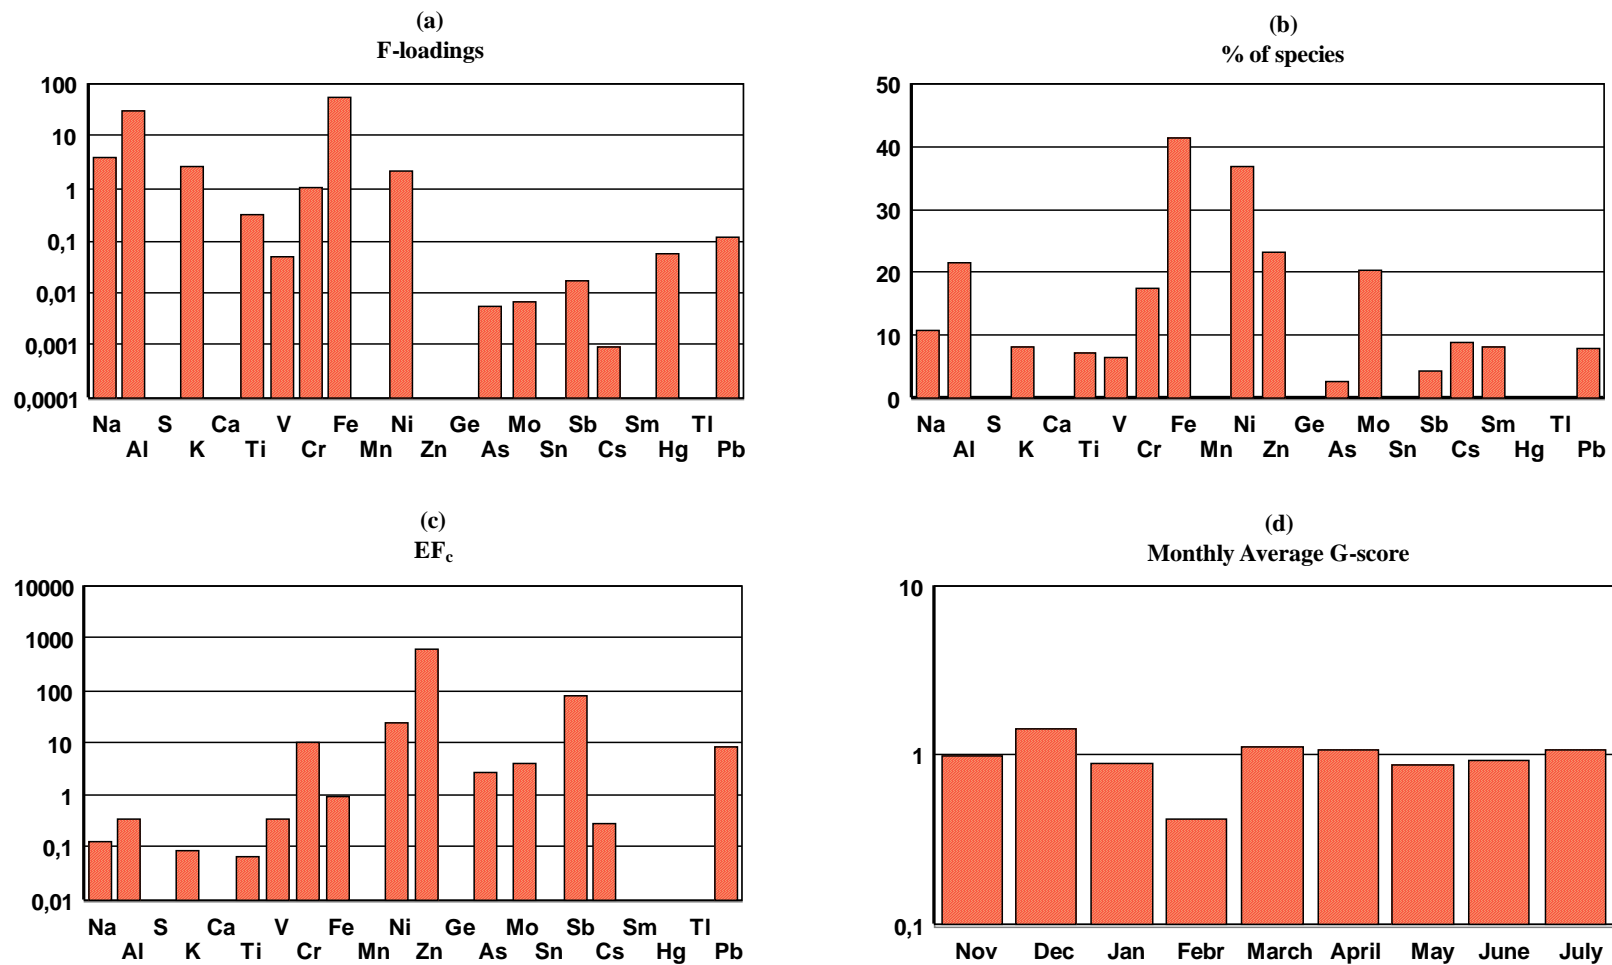 (a)
F-loadings
100
10
1
0,1
0,01
0,001
0,0001
Na S Ca V Fe Ni Ge Mo Sb Sm Tl
Al K Ti Cr Mn Zn As Sn Cs Hg Pb
(b)
% of species
50
40
30
20
10
0
Na S Ca V Fe Ni Ge Mo Sb Sm Tl
Al K Ti Cr Mn Zn As Sn Cs Hg Pb
(c)
EFc
10000
1000
100
10
1
0,1
0,01
Na S Ca V Fe Ni Ge Mo Sb Sm Tl
Al K Ti Cr Mn Zn As Sn Cs Hg Pb
(d)
Monthly Average G-score
10
1
0,1
Nov Dec Jan Febr March April May June July